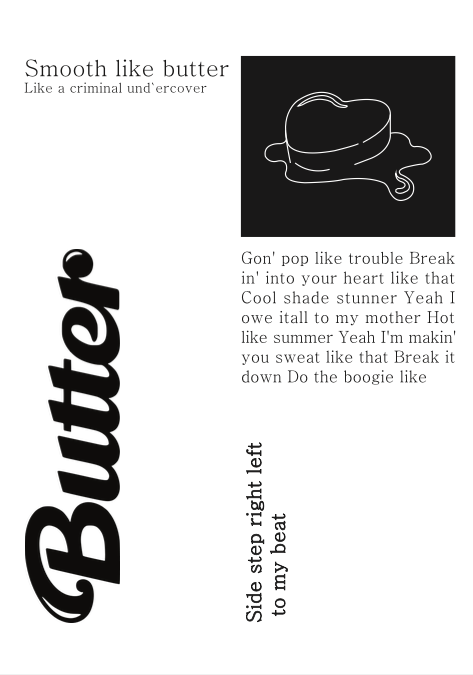 Smooth like butter
Like a criminal und`ercover
Gon' pop like trouble Break
in' into your heart like that
Cool shade stunner Yeah I
owe itall to my mother Hot
like summer Yeah I'm makin'
you sweat like that Break it
down Do the boogie like
Butter
Side step right left
to my beat